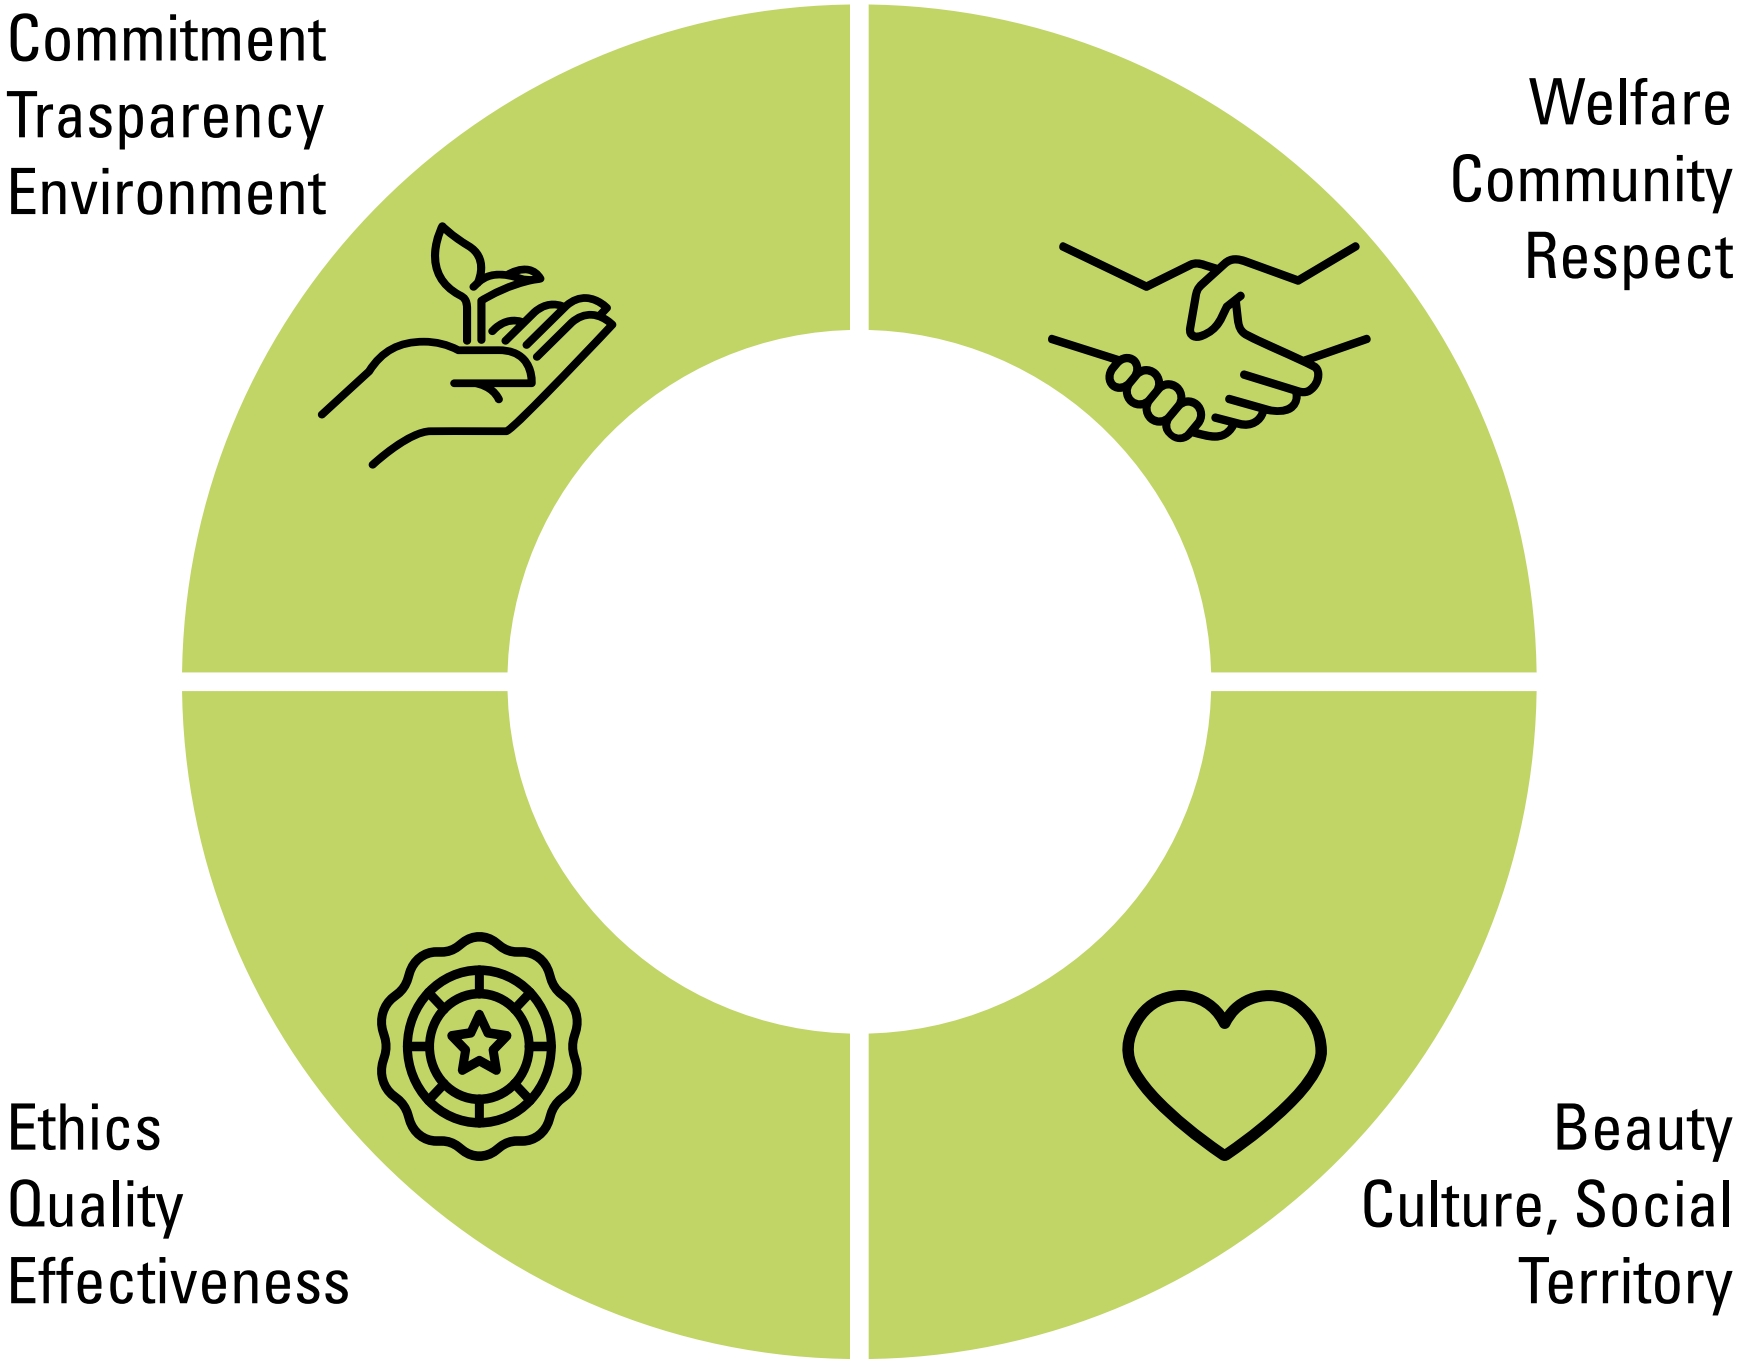 Commitment
Trasparency
Environment
Welfare
Community
Respect
Ethics
Quality
Effectiveness
Beauty
Culture, Social
Territory